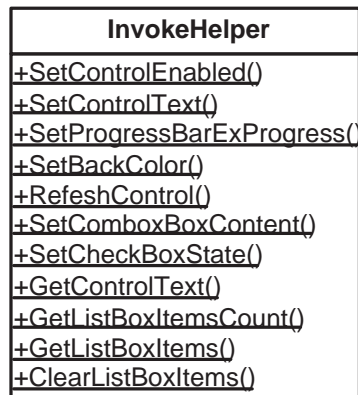 InvokeHelper
+SetControlEnabled()
+SetControlText()
+SetProgressBarExProgress()
+SetBackColor()
+RefeshControl()
+SetComboxBoxContent()
+SetCheckBoxState()
+GetControlText()
+GetListBoxItemsCount()
+GetListBoxItems()
+ClearListBoxItems()